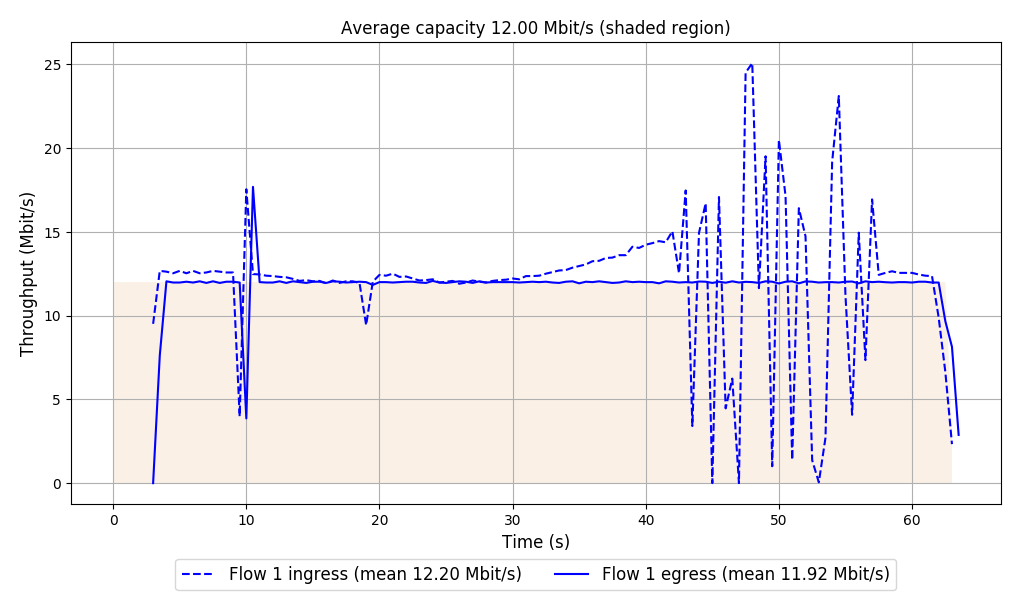 Average capacity 12.00 Mbit/s (shaded region)
Throughput (Mbit/s)
25
20
15
10
5
0
0 10 20 30 40 50 60
Time (s)
Flow 1 ingress (mean 12.20 Mbit/s) Flow 1 egress (mean 11.92 Mbit/s)